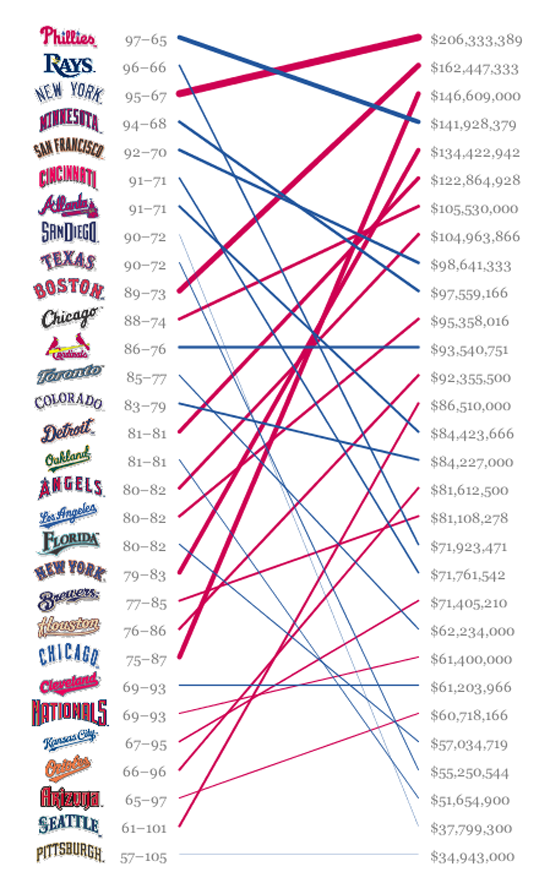 Phillies 97–65 $206,333,389
RAYS 96–66 $162,447,333
NEW YORK 95–67 $146,609,000
MINNESOTA 94–68 $141,928,379
SAN FRANCISCO 92–70 $134,422,942
CINCINNATI 91–71 $122,864,928
Atlanta 91–71 $105,530,000
SAN DIEGO 90–72 $104,963,866
TEXAS 90–72 $98,641,333
BOSTON 89–73 $97,559,166
Chicago 88–74 $95,358,016
Cardinals 86–76 $93,540,751
Toronto 85–77 $92,355,500
COLORADO 83–79 $86,510,000
Detroit 81–81 $84,423,666
Oakland 81–81 $84,227,000
ANGELS 80–82 $81,612,500
Los Angeles 80–82 $81,108,278
FLORIDA 80–82 $71,923,471
NEW YORK 79–83 $71,761,542
Brewers 77–85 $71,405,210
Houston 76–86 $62,234,000
CHICAGO 75–87 $61,400,000
Cleveland 69–93 $61,203,966
NATIONALS 69–93 $60,718,166
Kansas City 67–95 $57,034,719
Orioles 66–96 $55,250,544
Arizona 65–97 $51,654,900
SEATTLE 61–101 $37,799,300
PITTSBURGH 57–105 $34,943,000